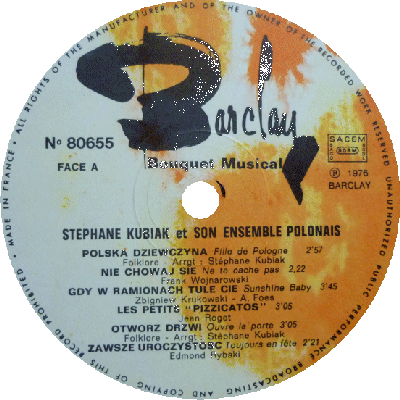 MADE IN FRANCE • ALL RIGHTS OF THE MANUFACTURER AND OF THE OWNER OF THE RECORDED WORK RESERVED UNAUTHORIZED PUBLIC PERFORMANCE BROADCASTING AND COPYING OF THIS RECORD PROHIBITED •
Barclay
Bouquet Musical
Nº 80655
FACE A
SACEM
SDRM
℗ 1976
BARCLAY
STEPHANE KUBIAK et SON ENSEMBLE POLONAIS
POLSKA DZIEWCZYNA Fille de Pologne 2'57
Folklore - Arrgt : Stéphane Kubiak
NIE CHOWAJ SIE Ne te cache pas 2,22
Frank Wojnarowski
GDY W RAMIONACH TULE CIE Sunshine Baby 3'45
Zbigniew Krukowski - A. Foes
LES PETITS "PIZZICATOS" 3'05
Jean Roget
OTWORZ DRZWI Ouvre la porte 3'05
Folklore - Arrgt : Stéphane Kubiak
ZAWSZE UROCZYSTOSC Toujours en fête 2'21
Edmond Rybski